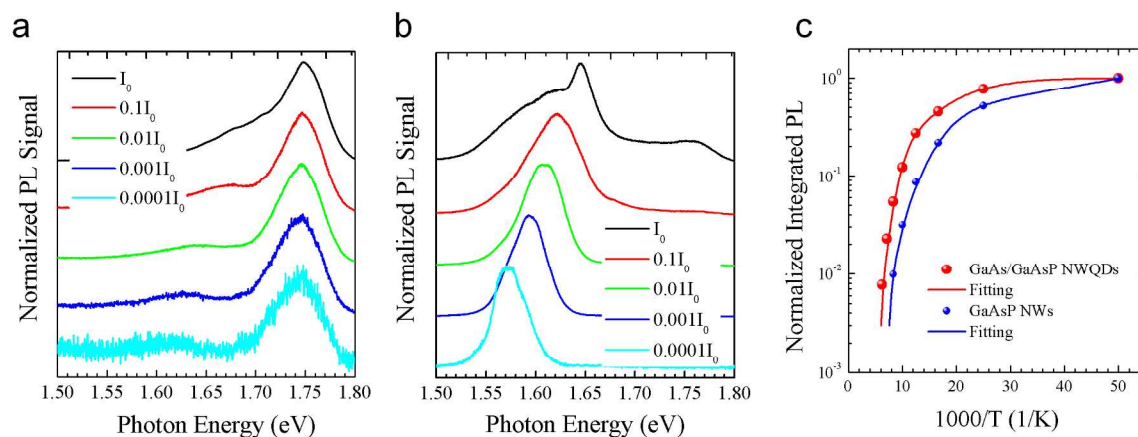 a
Normalized PL Signal
I₀
0.1I₀
0.01I₀
0.001I₀
0.0001I₀
1.50 1.55 1.60 1.65 1.70 1.75 1.80
Photon Energy (eV)
b
Normalized PL Signal
I₀
0.1I₀
0.01I₀
0.001I₀
0.0001I₀
1.50 1.55 1.60 1.65 1.70 1.75 1.80
Photon Energy (eV)
c
Normalized Integrated PL
10⁰
10⁻¹
10⁻²
10⁻³
GaAs/GaAsP NWQDs
Fitting
GaAsP NWs
Fitting
0 10 20 30 40 50
1000/T (1/K)